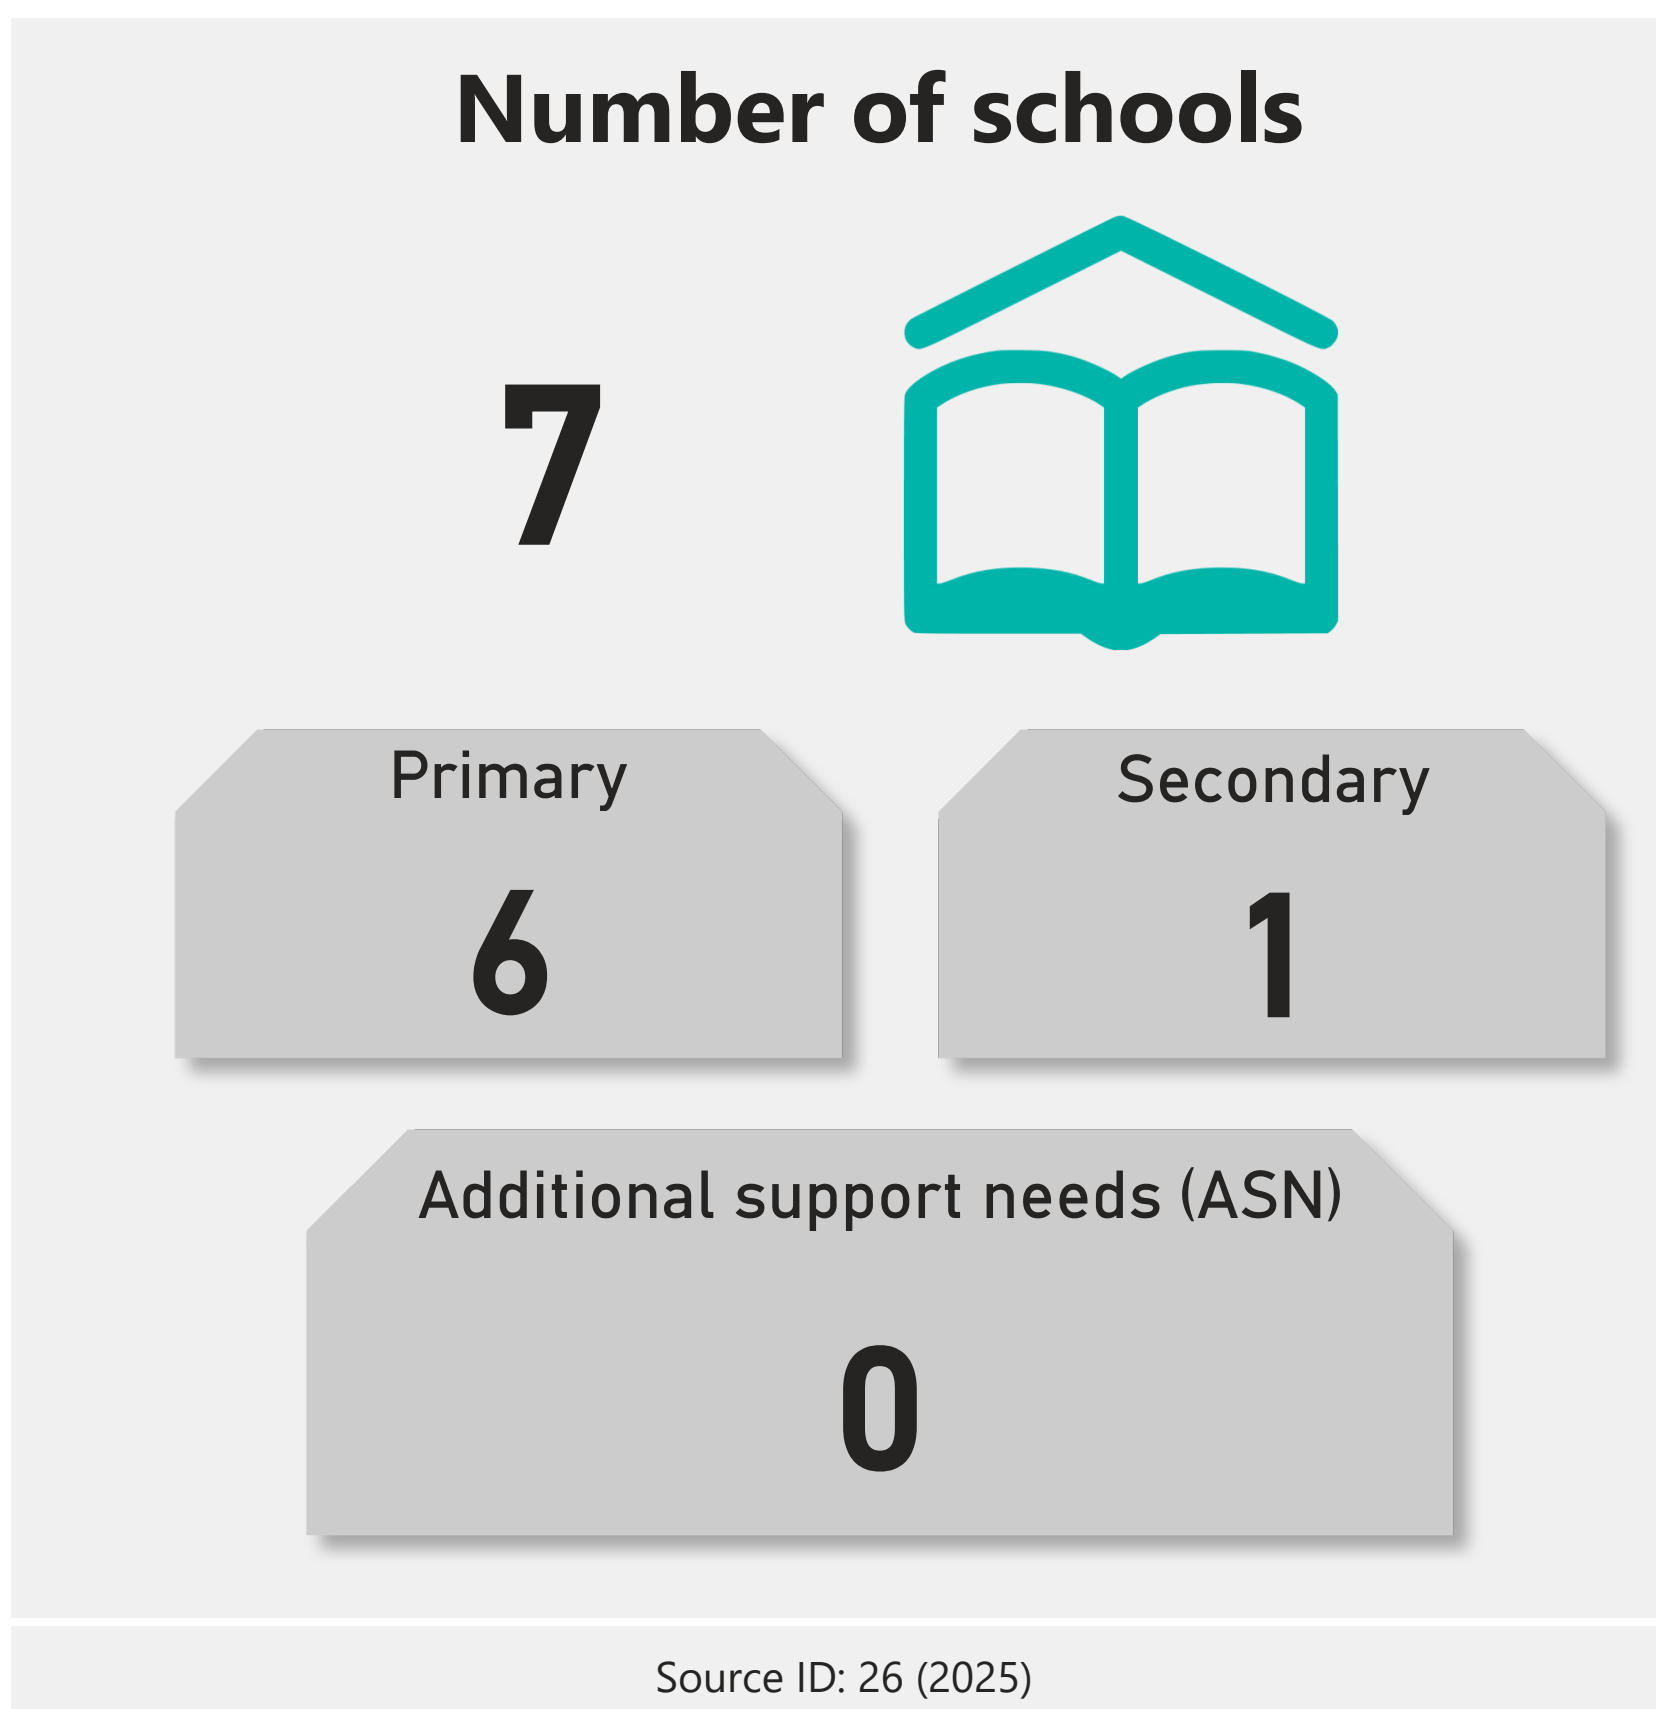 Number of schools
7
Primary
6
Secondary
1
Additional support needs (ASN)
0
Source ID: 26 (2025)